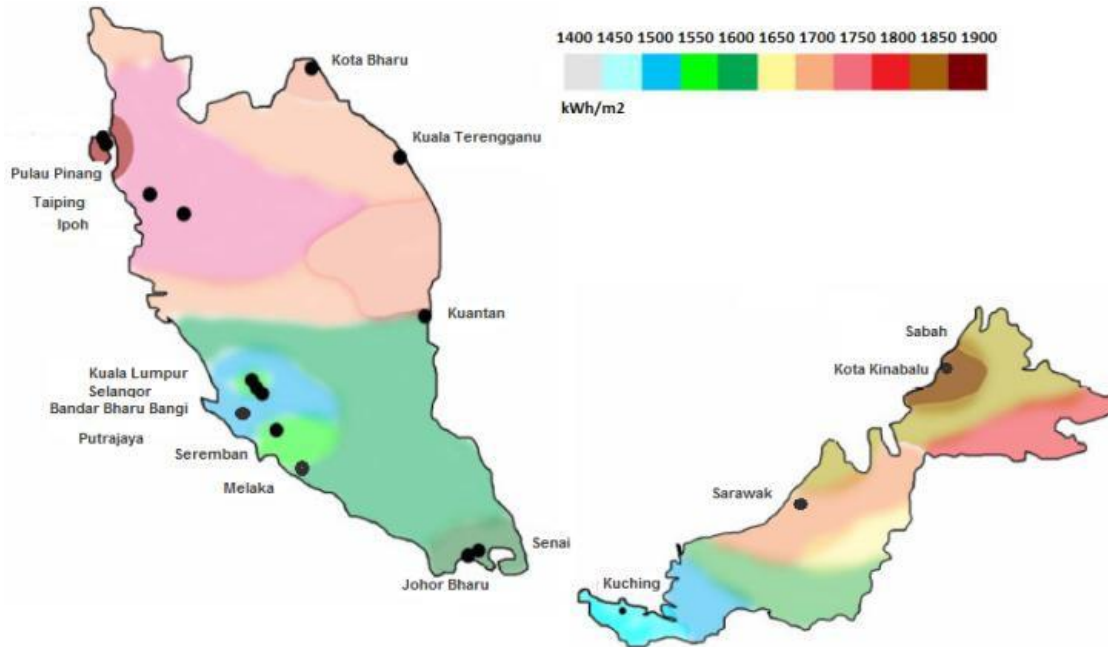 1400 1450 1500 1550 1600 1650 1700 1750 1800 1850 1900
kWh/m2
Kota Bharu
Kuala Terengganu
Pulau Pinang
Taiping
Ipoh
Kuantan
Kuala Lumpur
Selangor
Bandar Bharu Bangi
Putrajaya
Seremban
Melaka
Senai
Johor Bharu
Sabah
Kota Kinabalu
Sarawak
Kuching